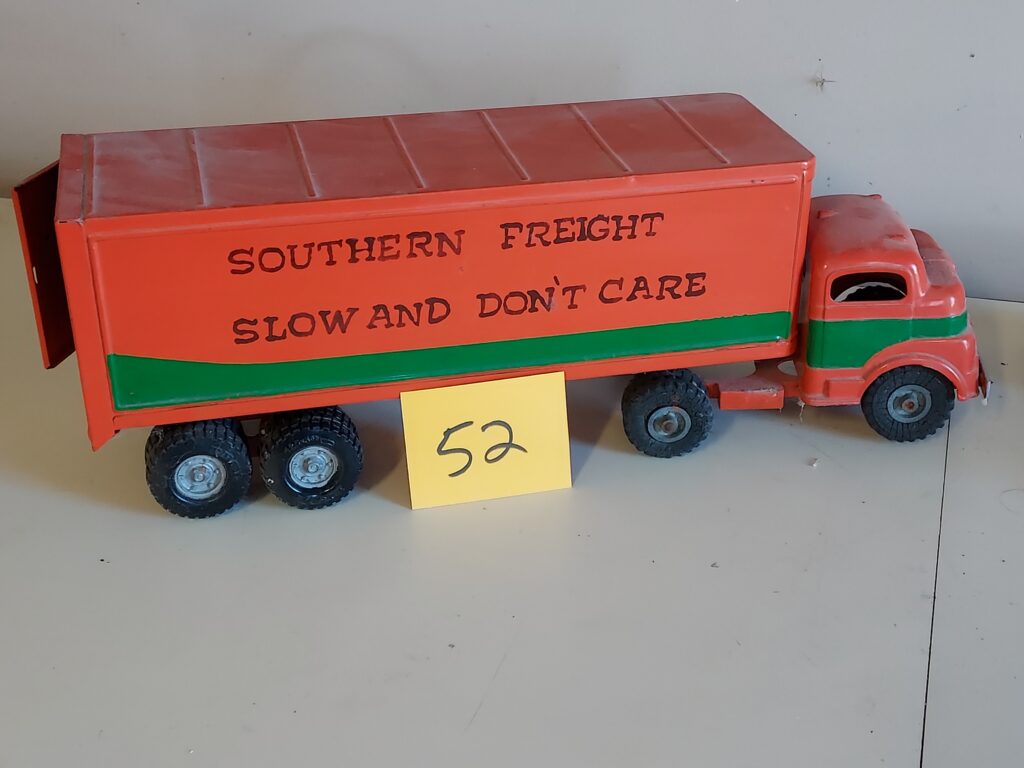 SOUTHERN FREIGHT
SLOW AND DON'T CARE
52